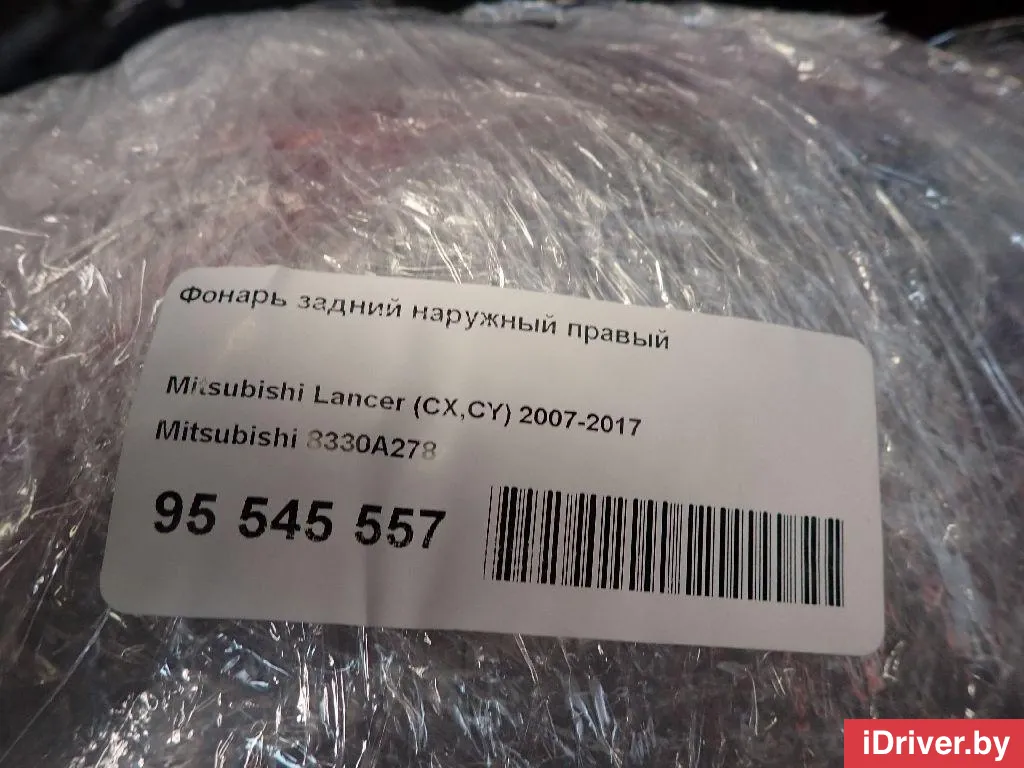 Фонарь задний наружный правый
Mitsubishi Lancer (CX,CY) 2007-2017
Mitsubishi 8330A278
95 545 557
iDriver.by